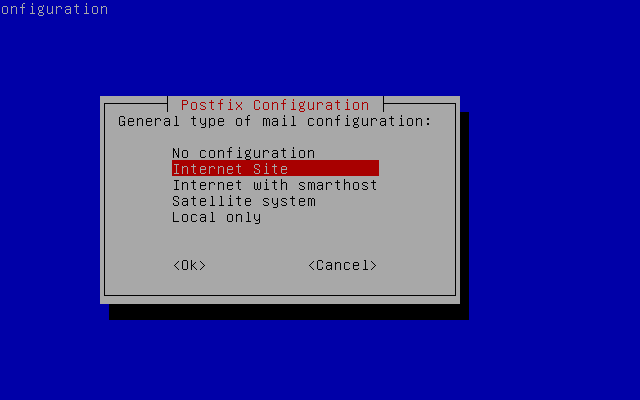 onfiguration
Postfix Configuration
General type of mail configuration:
No configuration
Internet Site
Internet with smarthost
Satellite system
Local only
<Ok> <Cancel>